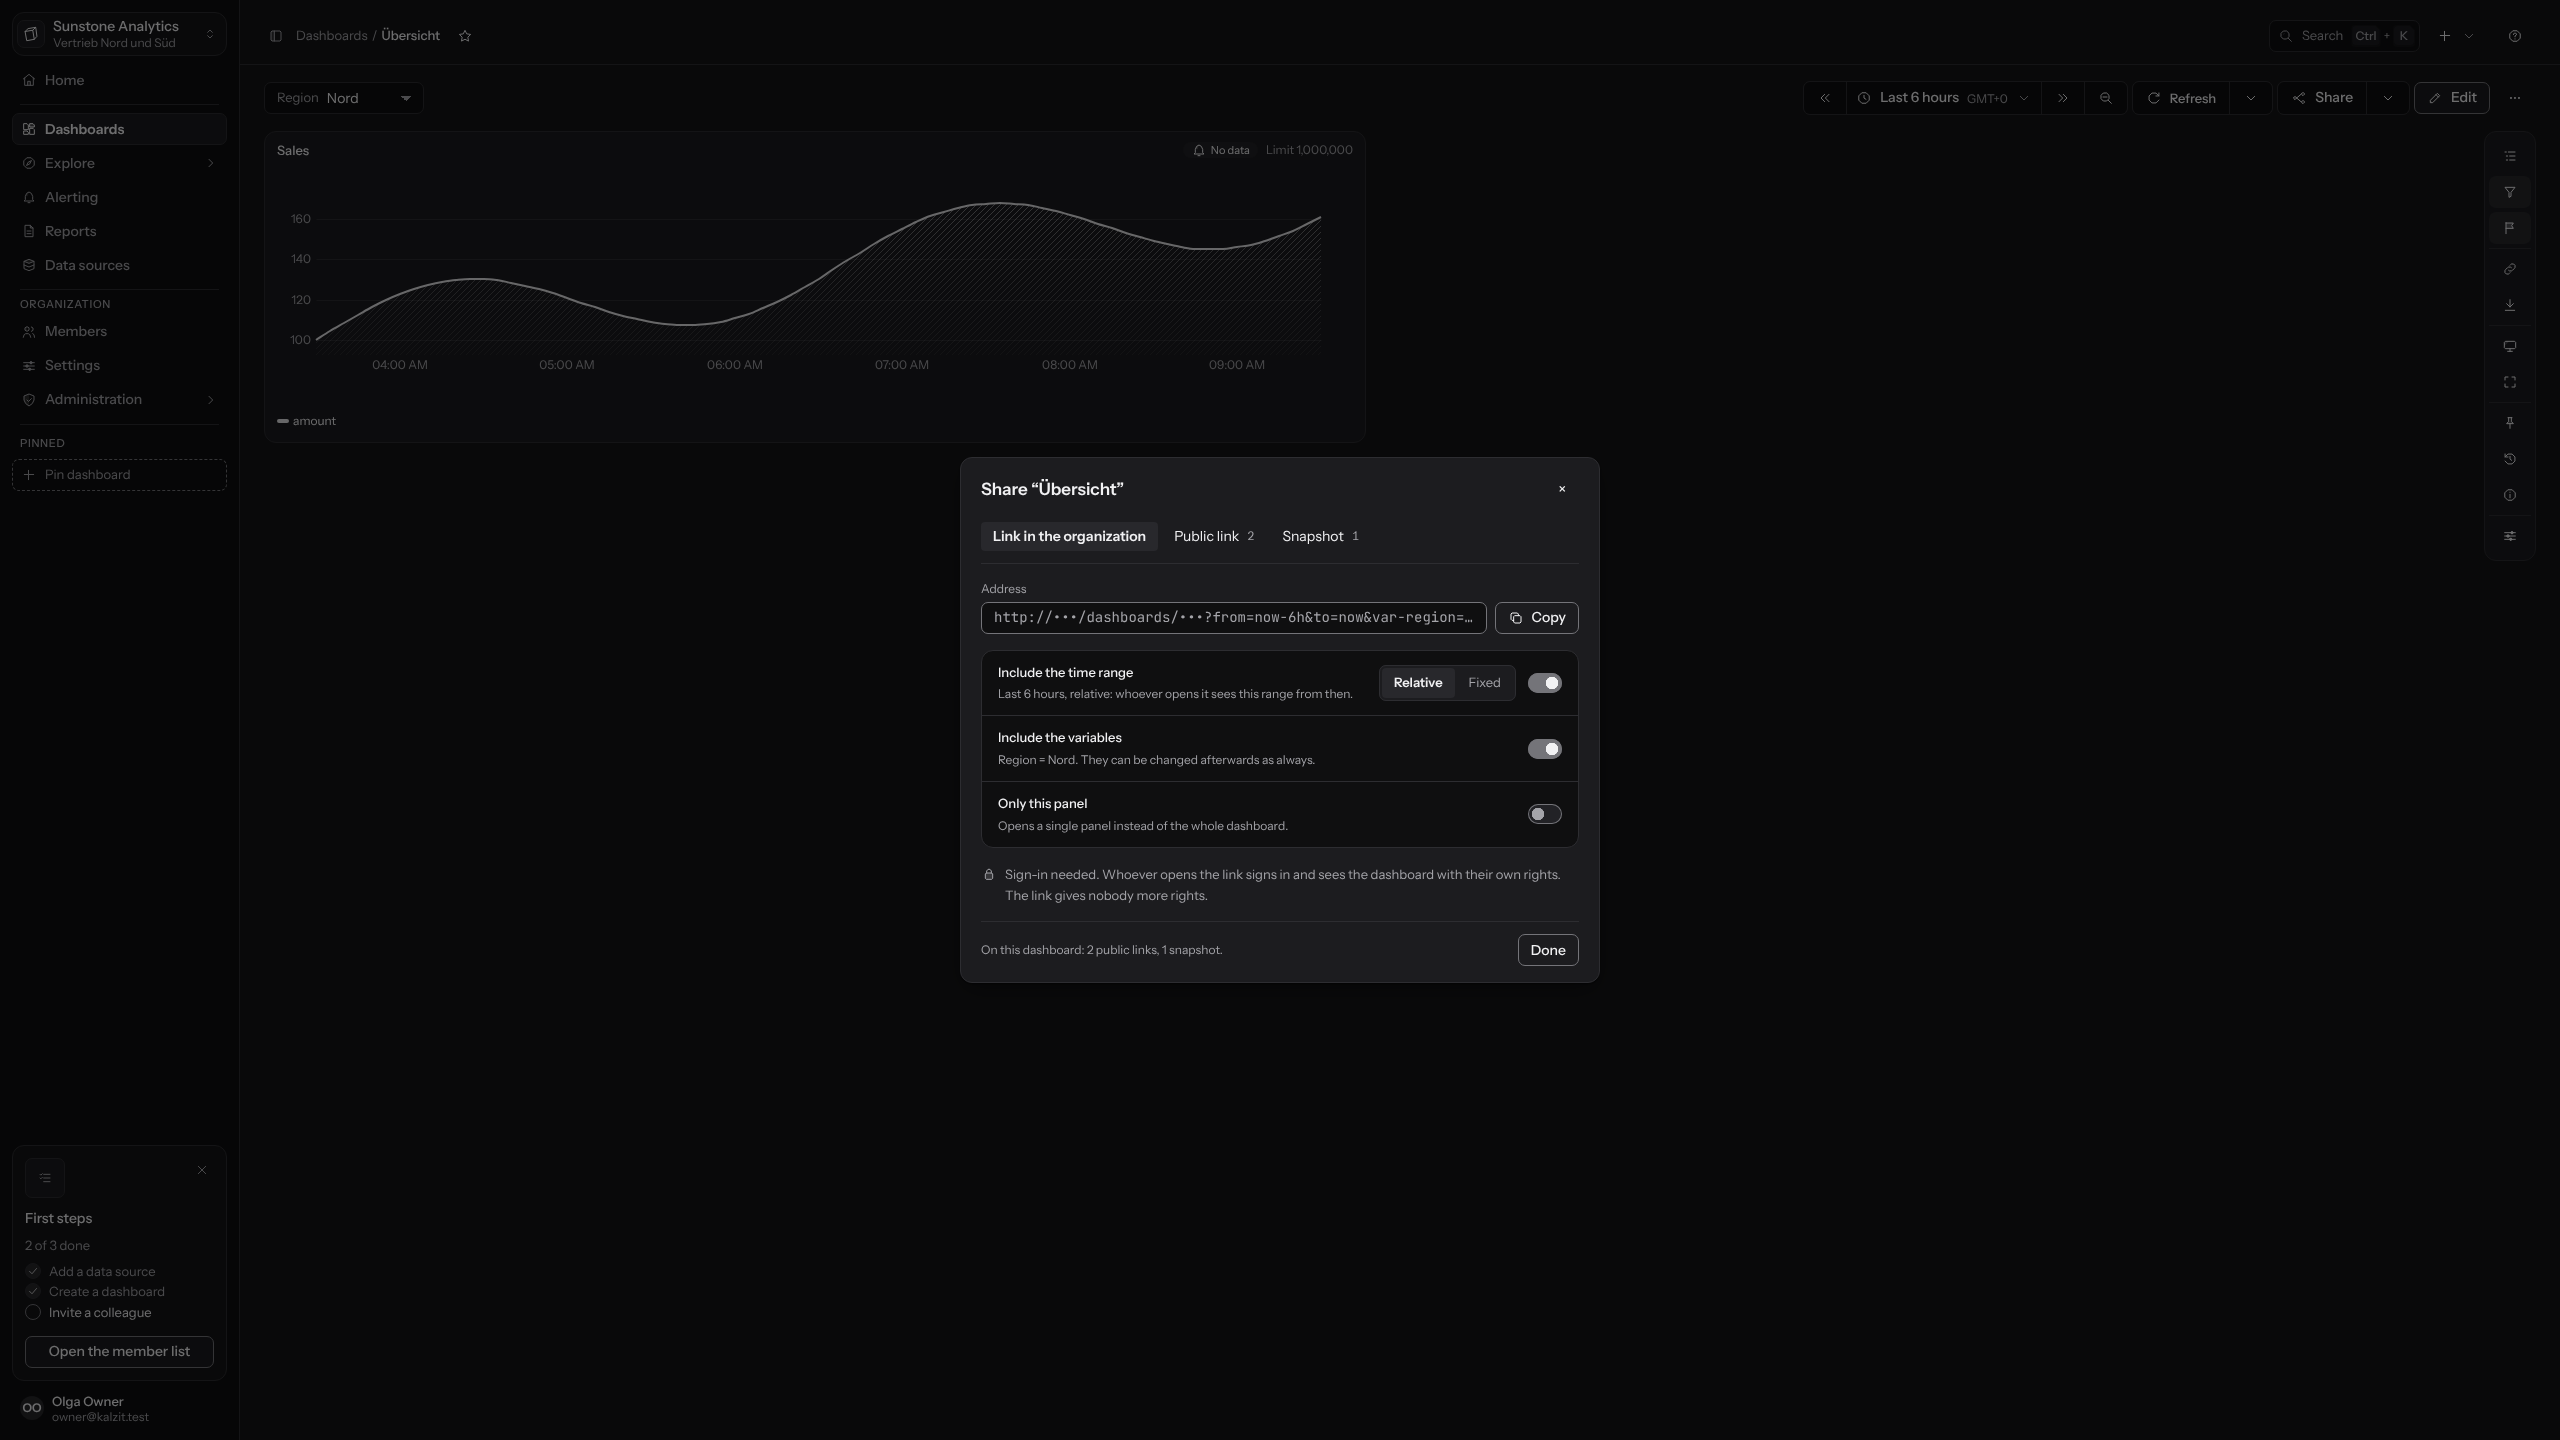 Sunstone Analytics
Vertrieb Nord und Süd
Home
Dashboards
Explore
Alerting
Reports
Data sources
ORGANIZATION
Members
Settings
Administration
PINNED
Pin dashboard
First steps
2 of 3 done
Add a data source
Create a dashboard
Invite a colleague
Open the member list
OO
Olga Owner
owner@kalzit.test
Dashboards / Übersicht
Search Ctrl + K
Region Nord
Last 6 hours GMT+0
Refresh
Share
Edit
Sales
No data
Limit 1,000,000
160
140
120
100
04:00 AM 05:00 AM 06:00 AM 07:00 AM 08:00 AM 09:00 AM
amount
Share “Übersicht”
Link in the organization
Public link 2
Snapshot 1
Address
http://•••/dashboards/•••?from=now-6h&to=now&var-region=…
Copy
Include the time range
Last 6 hours, relative: whoever opens it sees this range from then.
Relative
Fixed
Include the variables
Region = Nord. They can be changed afterwards as always.
Only this panel
Opens a single panel instead of the whole dashboard.
Sign-in needed. Whoever opens the link signs in and sees the dashboard with their own rights.
The link gives nobody more rights.
On this dashboard: 2 public links, 1 snapshot.
Done